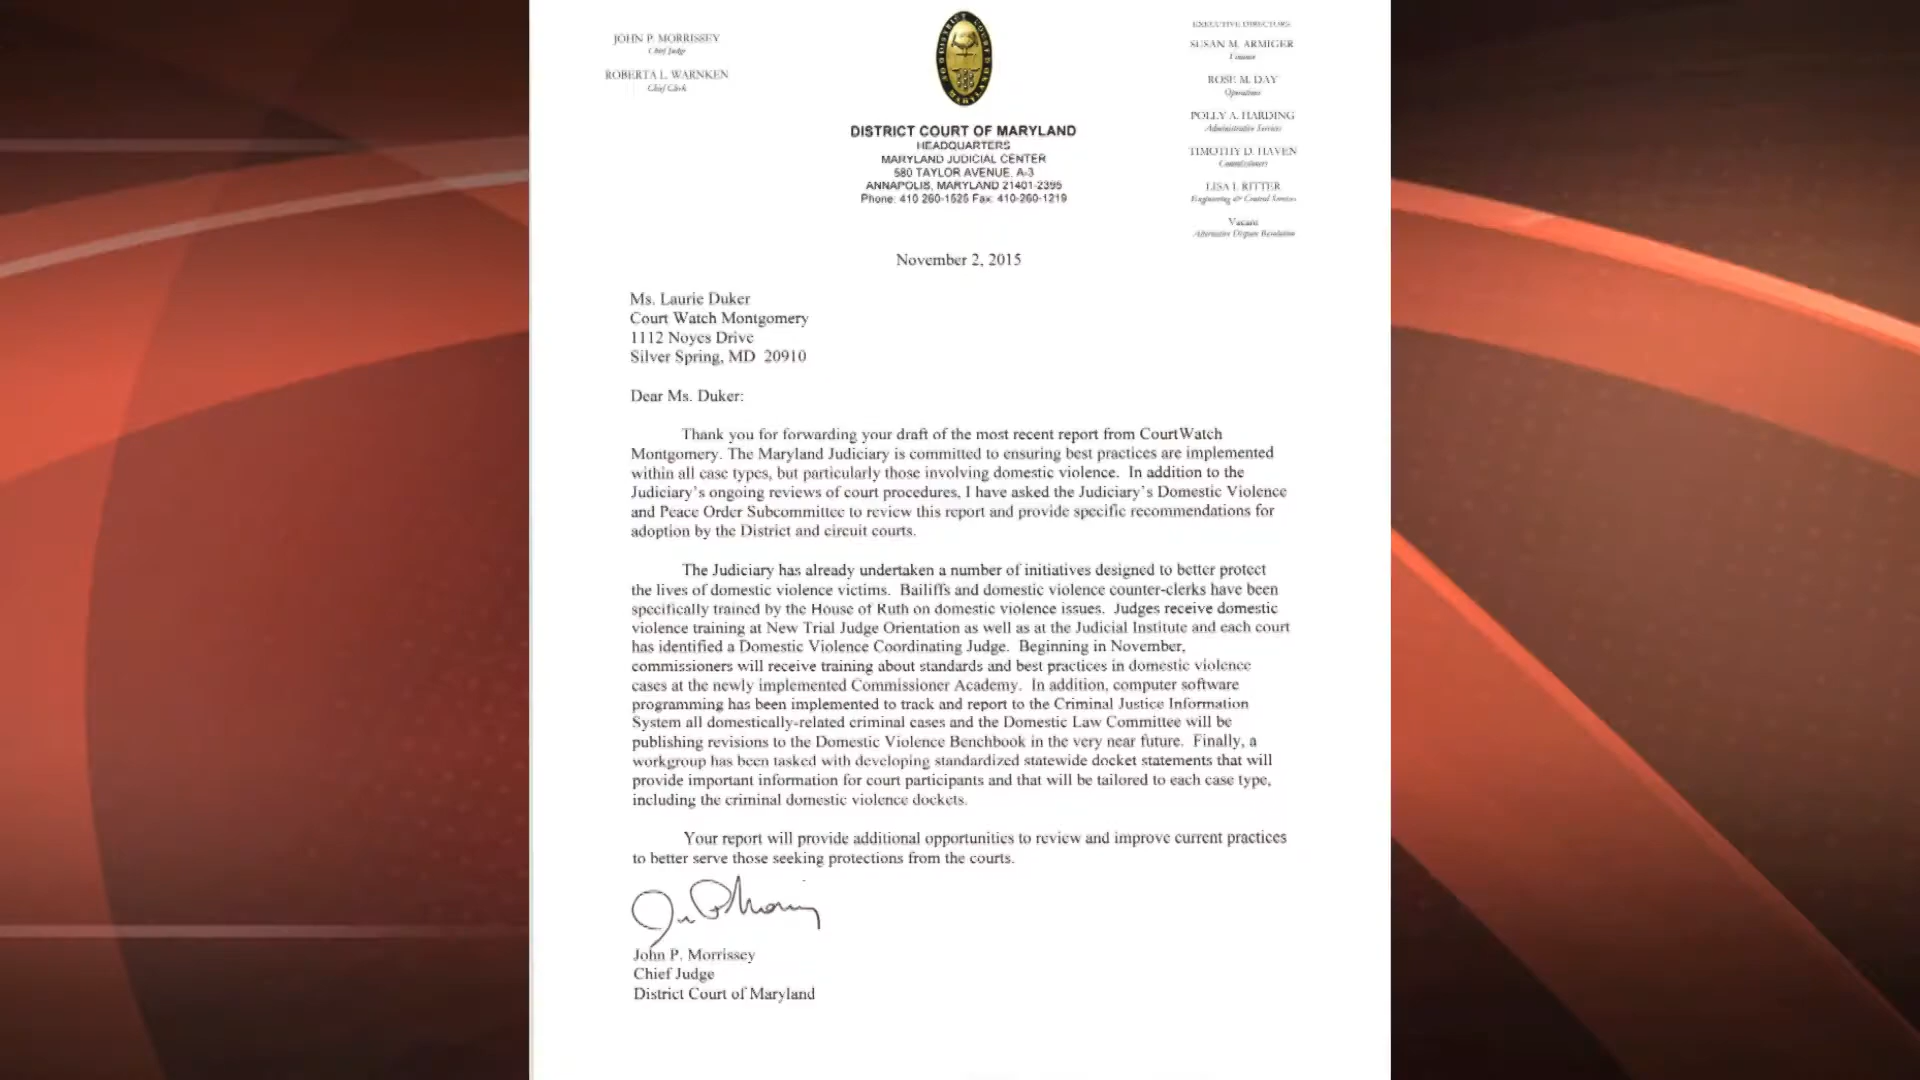 JOHN P. MORRISSEY
Chief Judge
ROBERTA L. WARNKEN
Chief Clerk
DISTRICT COURT OF MARYLAND
DISTRICT COURT OF MARYLAND
HEADQUARTERS
MARYLAND JUDICIAL CENTER
580 TAYLOR AVENUE, A-3
ANNAPOLIS, MARYLAND 21401-2395
Phone: 410 260-1525 Fax: 410-260-1219
EXECUTIVE DIRECTORS
SUSAN M. ARMIGER
Finance
ROSE M. DAY
Operations
POLLY A. HARDING
Administrative Services
TIMOTHY D. HAVEN
Commissioners
LISA L. RITTER
Engineering & Central Services
Vacant
Alternative Dispute Resolution
November 2, 2015
Ms. Laurie Duker
Court Watch Montgomery
1112 Noyes Drive
Silver Spring, MD 20910
Dear Ms. Duker:
Thank you for forwarding your draft of the most recent report from CourtWatch
Montgomery. The Maryland Judiciary is committed to ensuring best practices are implemented
within all case types, but particularly those involving domestic violence. In addition to the
Judiciary's ongoing reviews of court procedures, I have asked the Judiciary's Domestic Violence
and Peace Order Subcommittee to review this report and provide specific recommendations for
adoption by the District and circuit courts.
The Judiciary has already undertaken a number of initiatives designed to better protect
the lives of domestic violence victims. Bailiffs and domestic violence counter-clerks have been
specifically trained by the House of Ruth on domestic violence issues. Judges receive domestic
violence training at New Trial Judge Orientation as well as at the Judicial Institute and each court
has identified a Domestic Violence Coordinating Judge. Beginning in November,
commissioners will receive training about standards and best practices in domestic violence
cases at the newly implemented Commissioner Academy. In addition, computer software
programming has been implemented to track and report to the Criminal Justice Information
System all domestically-related criminal cases and the Domestic Law Committee will be
publishing revisions to the Domestic Violence Benchbook in the very near future. Finally, a
workgroup has been tasked with developing standardized statewide docket statements that will
provide important information for court participants and that will be tailored to each case type,
including the criminal domestic violence dockets.
Your report will provide additional opportunities to review and improve current practices
to better serve those seeking protections from the courts.
John P. Morrissey
Chief Judge
District Court of Maryland